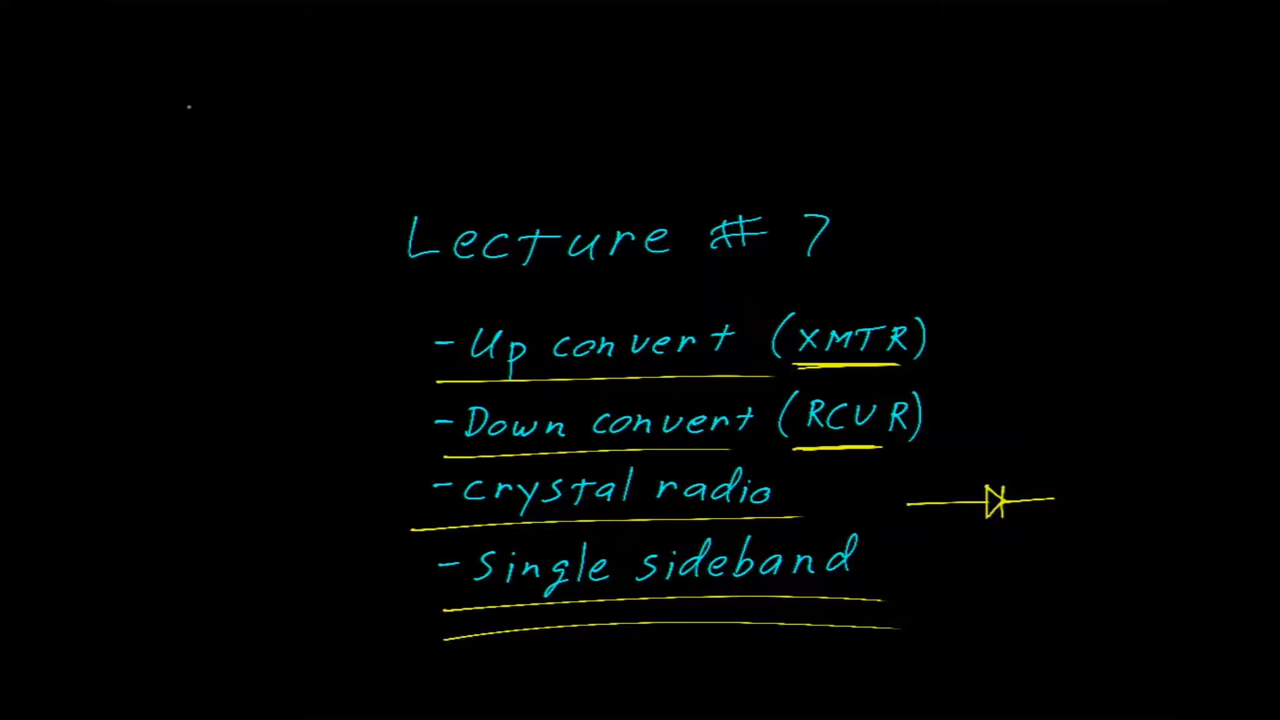 Lecture # 7
- Up convert (XMTR)
- Down convert (RCVR)
- crystal radio
- Single sideband